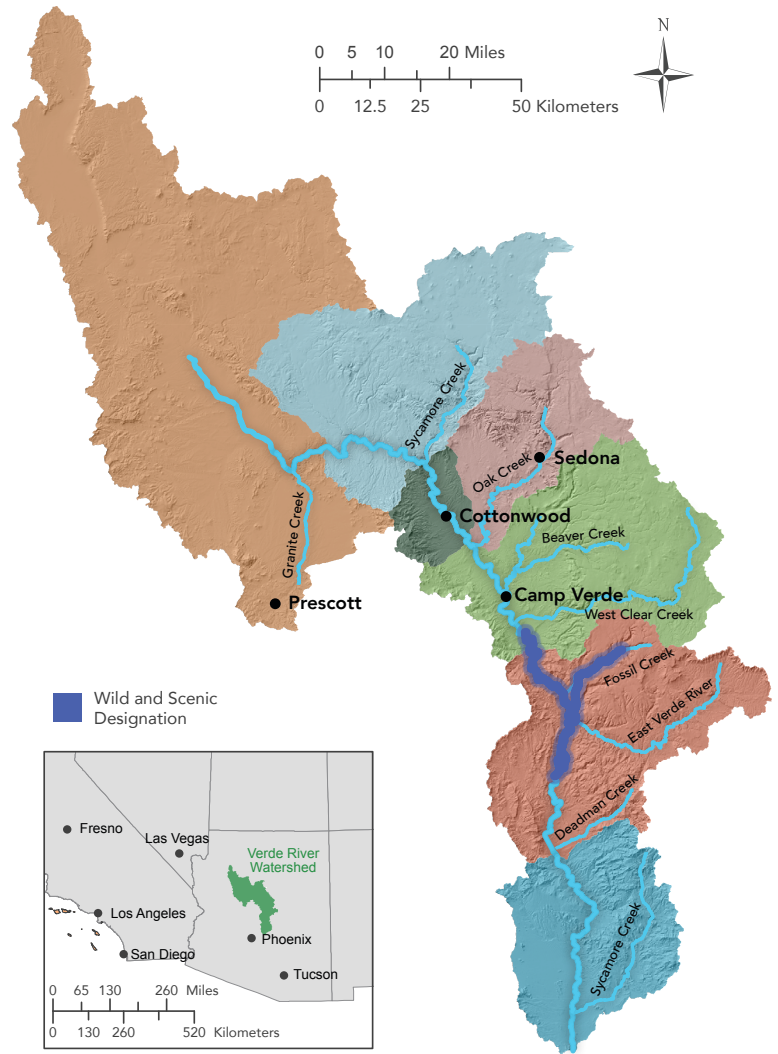 N
0 5 10 20 Miles
0 12.5 25 50 Kilometers
Sycamore Creek
Oak Creek
Sedona
Cottonwood
Granite Creek
Beaver Creek
Prescott
Camp Verde
West Clear Creek
Fossil Creek
East Verde River
Wild and Scenic
Designation
Deadman Creek
Sycamore Creek
Fresno
Las Vegas
Verde River
Watershed
Los Angeles
Phoenix
San Diego
Tucson
0 65 130 260 Miles
0 130 260 520 Kilometers